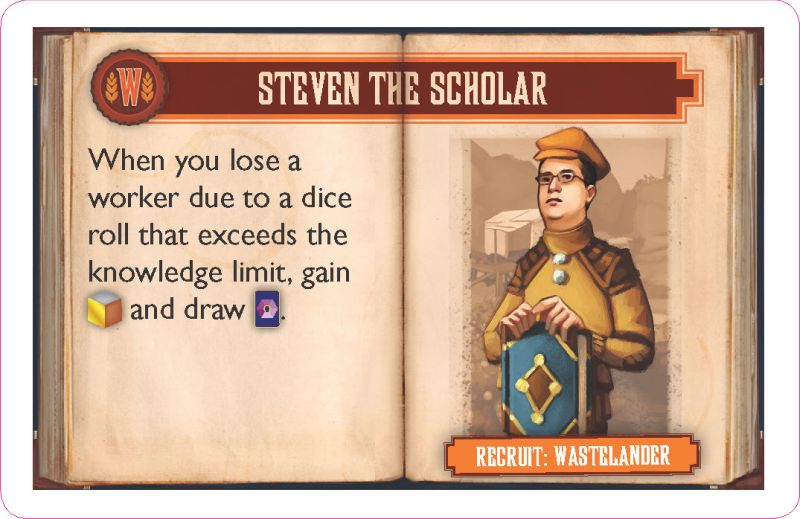 W
STEVEN THE SCHOLAR
When you lose a
worker due to a dice
roll that exceeds the
knowledge limit, gain
and draw .
RECRUIT: WASTELANDER